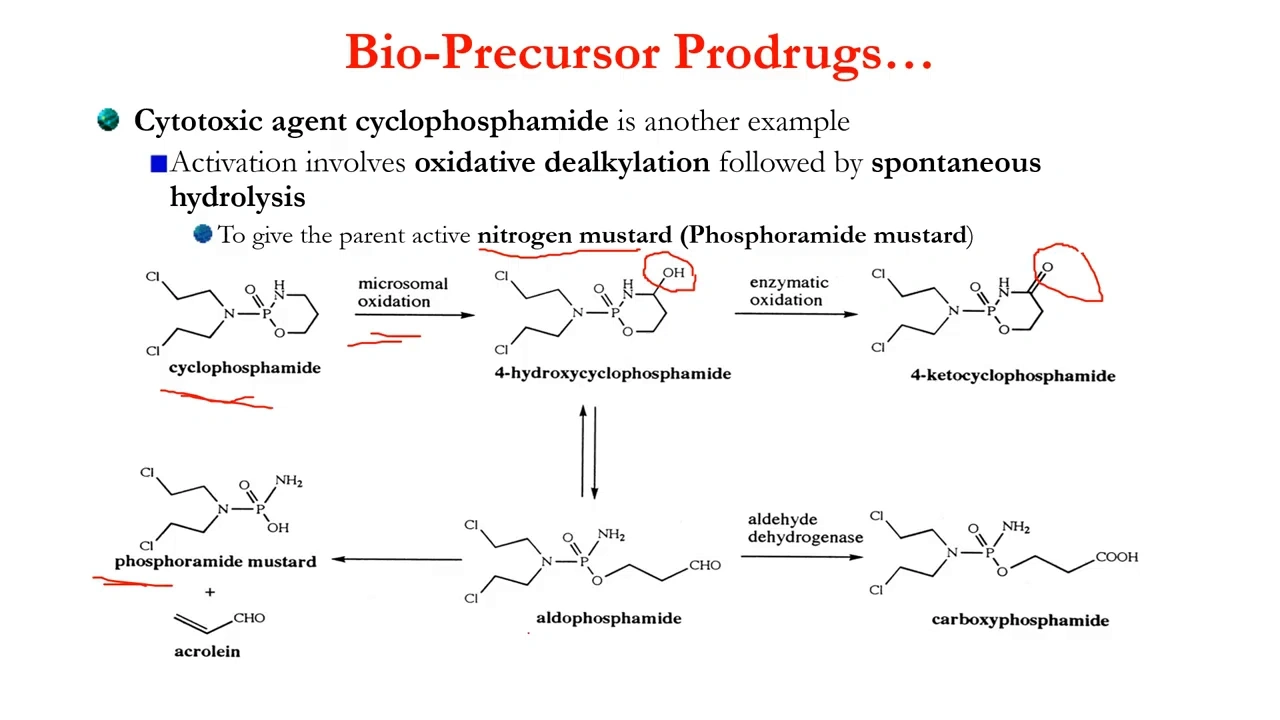 Bio-Precursor Prodrugs…
Cytotoxic agent cyclophosphamide is another example
Activation involves oxidative dealkylation followed by spontaneous
hydrolysis
To give the parent active nitrogen mustard (Phosphoramide mustard)
Cl
Cl
N
P
O
H
N
O
cyclophosphamide
microsomal
oxidation
Cl
Cl
N
P
O
H
N
O
OH
4-hydroxycyclophosphamide
enzymatic
oxidation
Cl
Cl
N
P
O
H
N
O
O
4-ketocyclophosphamide
Cl
Cl
N
P
O
NH₂
OH
phosphoramide mustard
+
CHO
acrolein
Cl
Cl
N
P
O
NH₂
O
CHO
aldophosphamide
aldehyde
dehydrogenase
Cl
Cl
N
P
O
NH₂
O
COOH
carboxyphosphamide